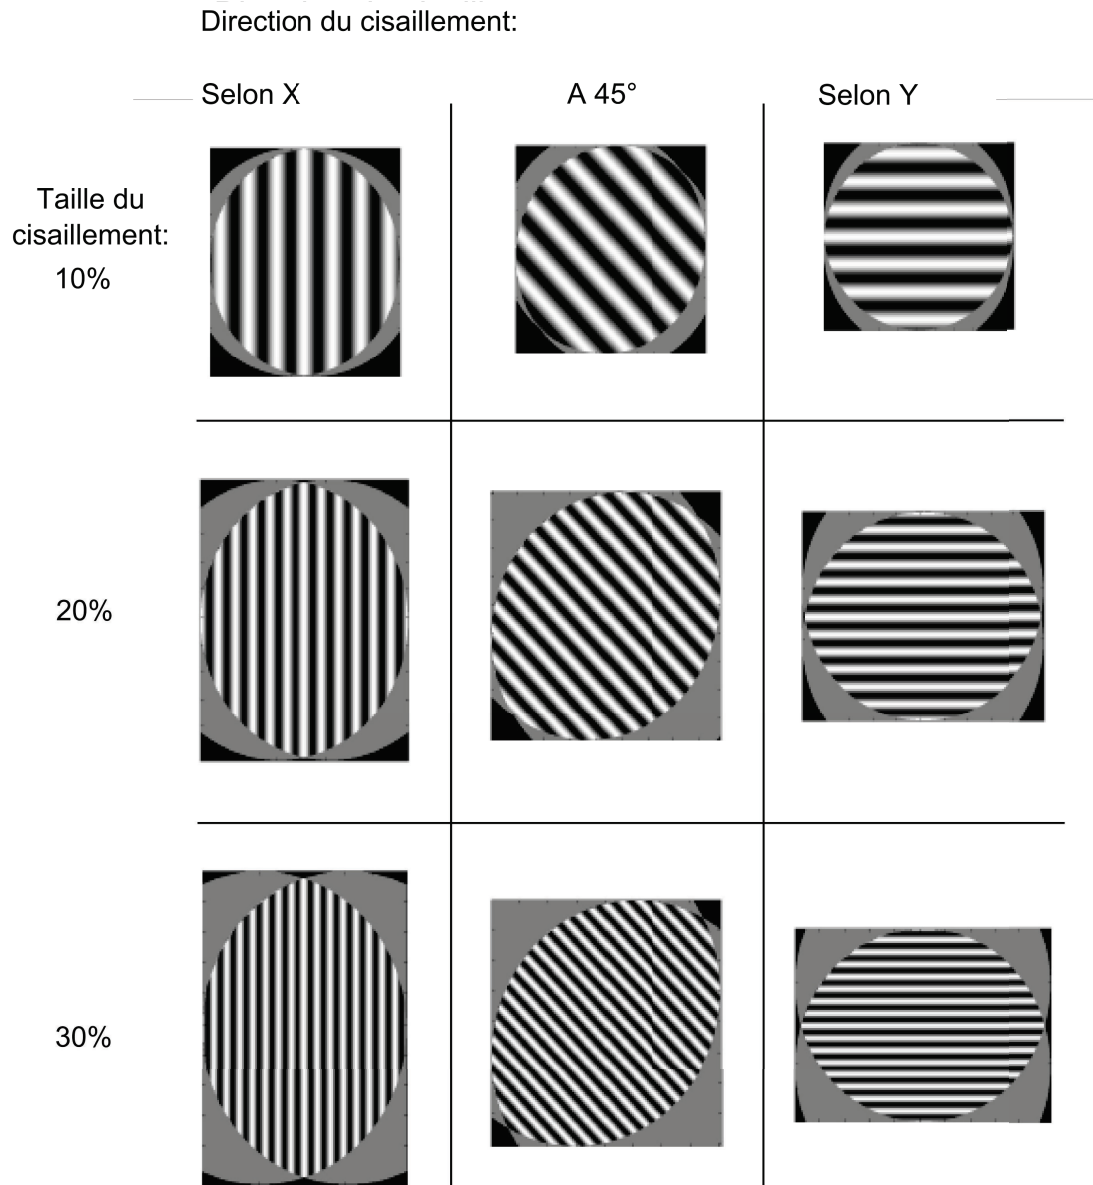 Direction du cisaillement:
Selon X
A 45°
Selon Y
Taille du
cisaillement:
10%
20%
30%